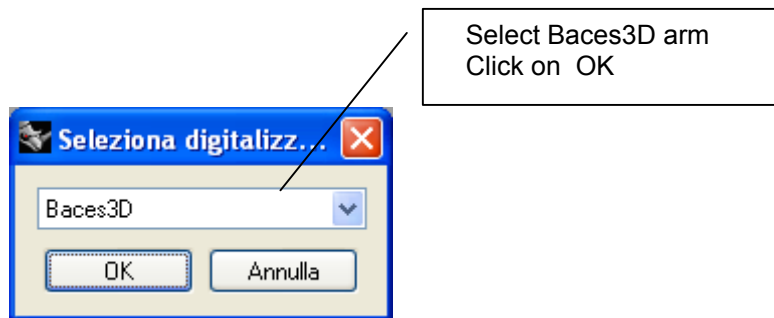 Select Baces3D arm
Click on OK
Seleziona digitalizz...
Baces3D
OK
Annulla